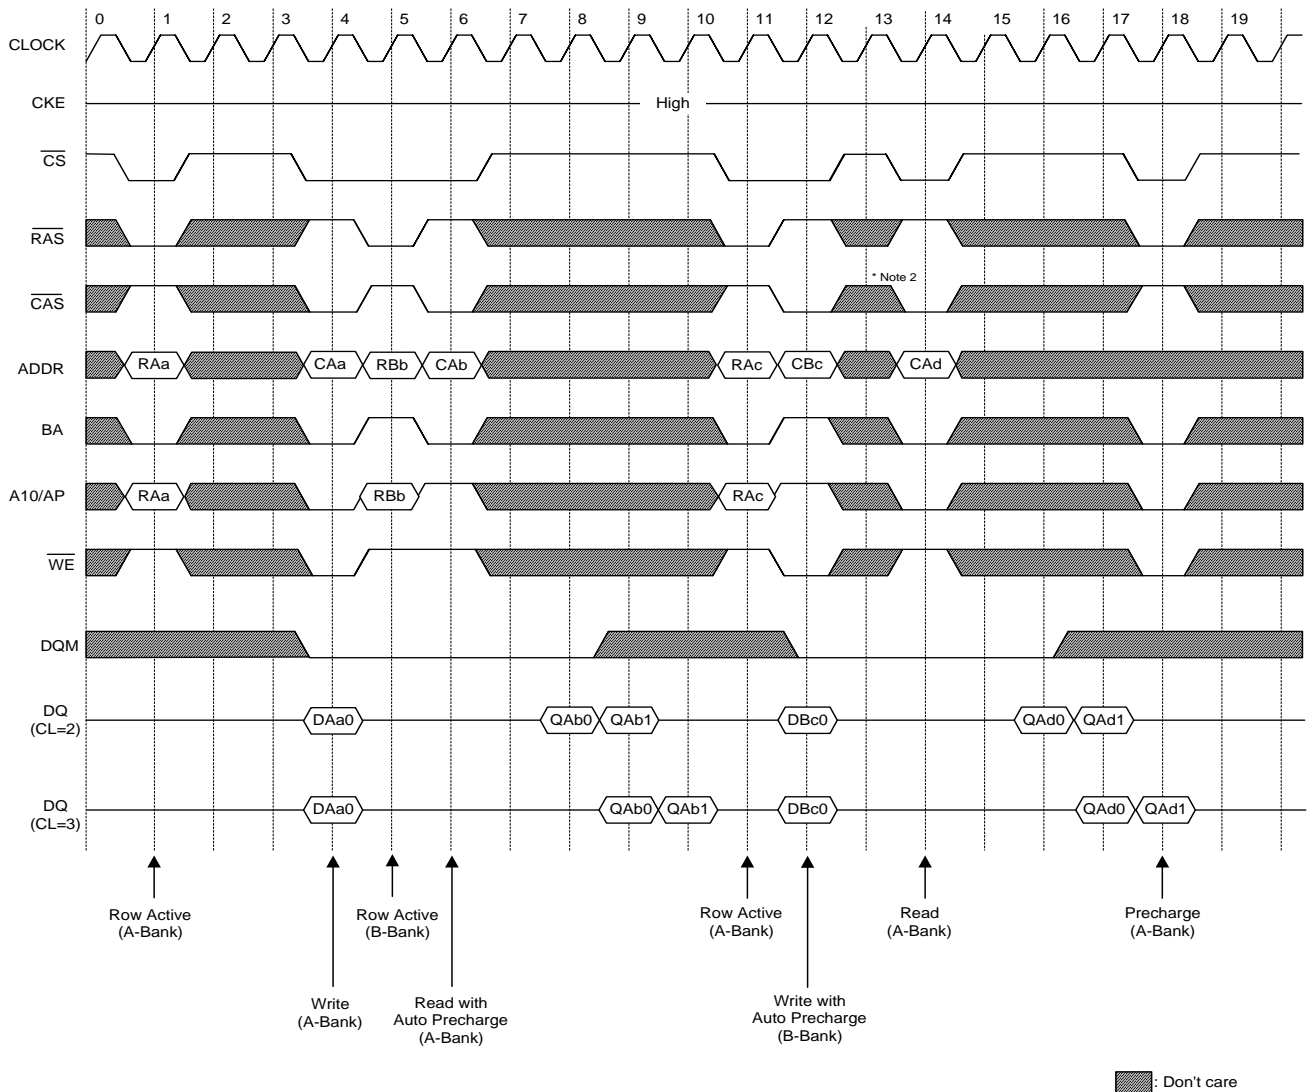 0 1 2 3 4 5 6 7 8 9 10 11 12 13 14 15 16 17 18 19
CLOCK
CKE High
CS
RAS
* Note 2
CAS
ADDR RAa CAa RBb CAb RAc CBc CAd
BA
A10/AP RAa RBb RAc
WE
DQM
DQ
(CL=2) DAa0 QAb0 QAb1 DBc0 QAd0 QAd1
DQ
(CL=3) DAa0 QAb0 QAb1 DBc0 QAd0 QAd1
Row Active
(A-Bank)
Row Active
(B-Bank)
Row Active
(A-Bank)
Read
(A-Bank)
Precharge
(A-Bank)
Write
(A-Bank)
Read with
Auto Precharge
(A-Bank)
Write with
Auto Precharge
(B-Bank)
: Don't care